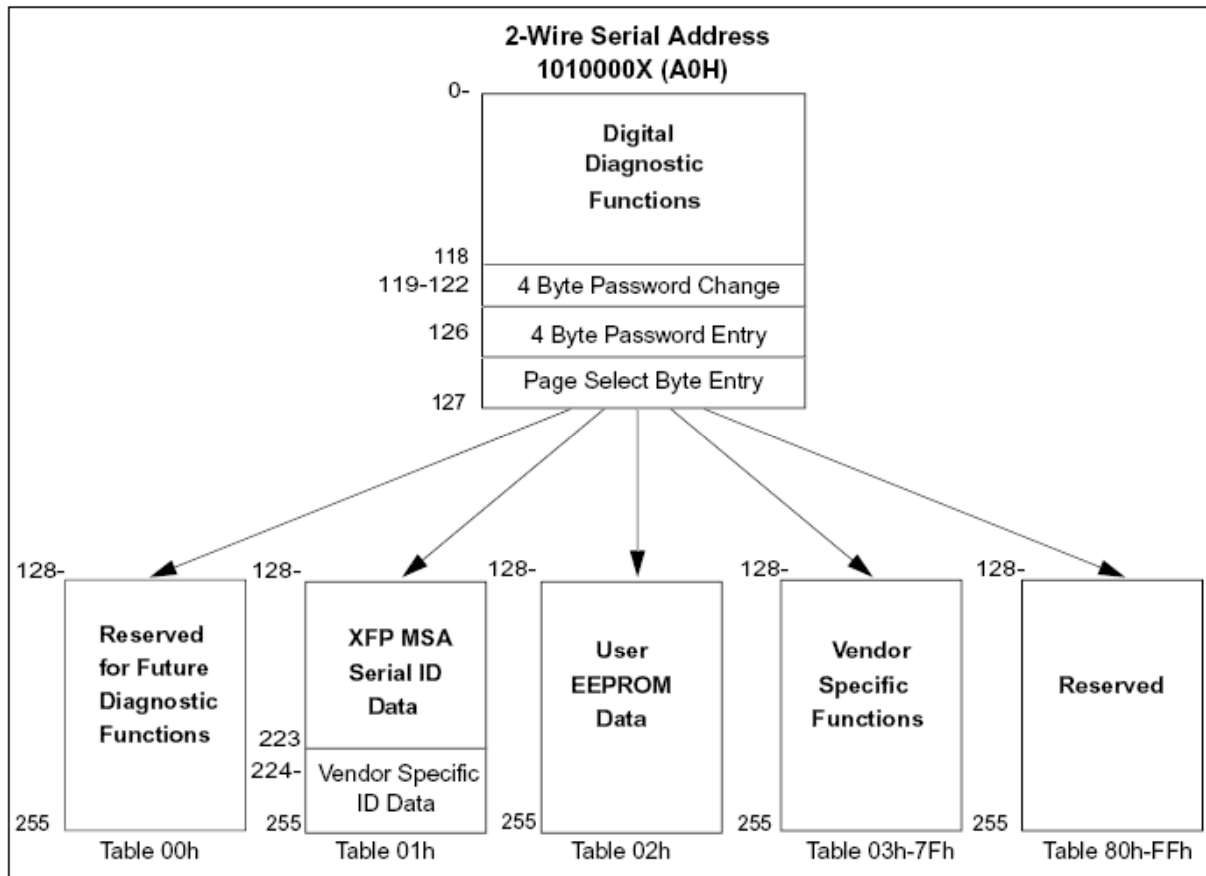 2-Wire Serial Address
1010000X (A0H)
0-
Digital
Diagnostic
Functions
118
119-122
4 Byte Password Change
126
4 Byte Password Entry
Page Select Byte Entry
127
128-
Reserved
for Future
Diagnostic
Functions
255
Table 00h
128-
XFP MSA
Serial ID
Data
223
224-
Vendor Specific
ID Data
255
Table 01h
128-
User
EEPROM
Data
255
Table 02h
128-
Vendor
Specific
Functions
255
Table 03h-7Fh
128-
Reserved
255
Table 80h-FFh